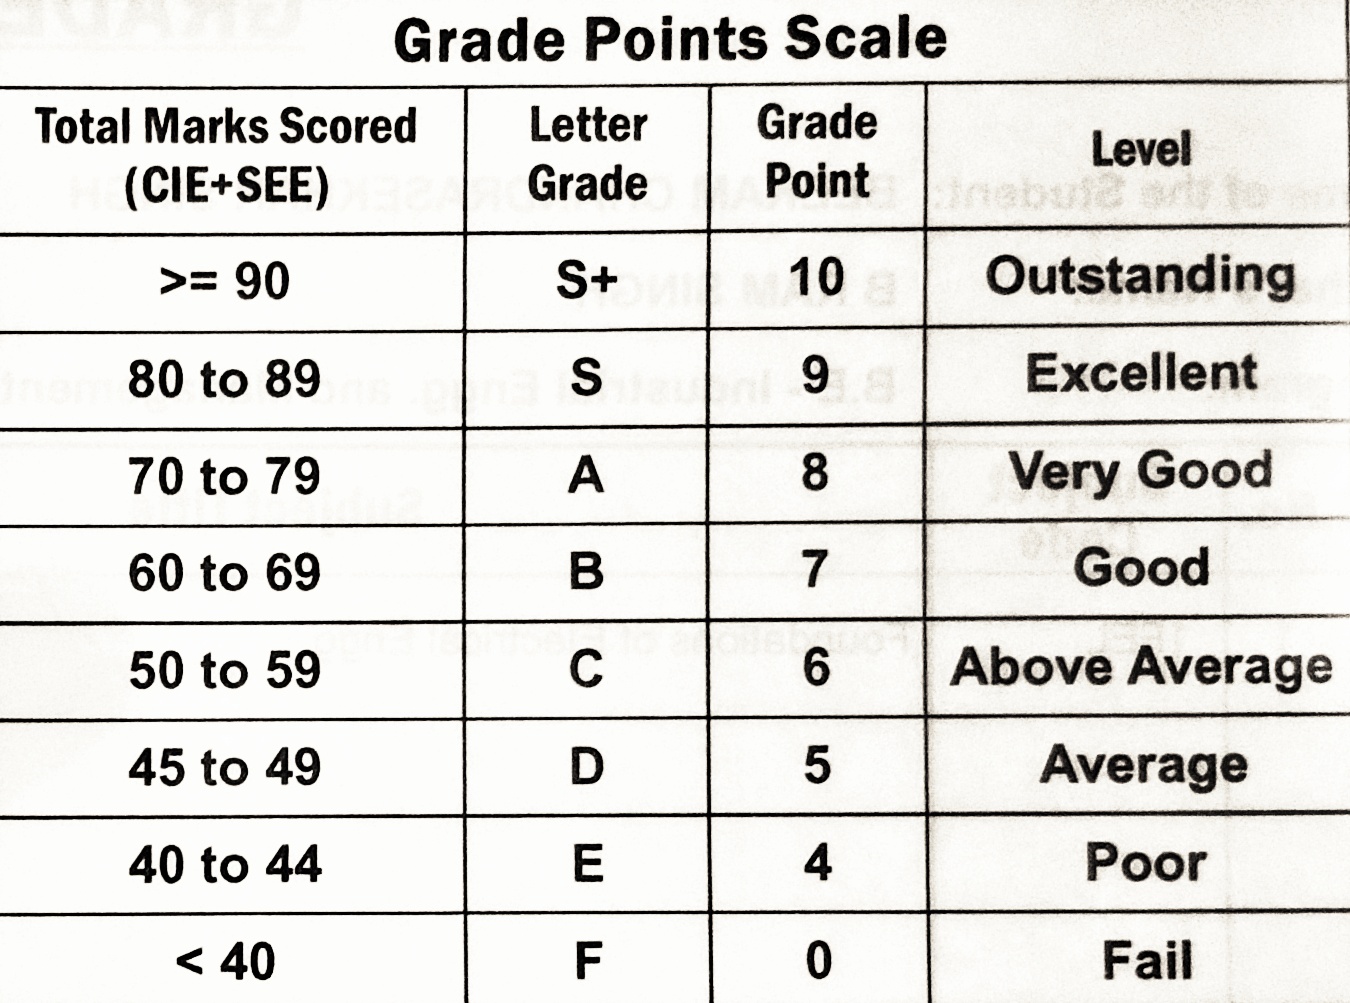 Grade Points Scale
Total Marks Scored (CIE+SEE) Letter Grade Grade Point Level
>= 90 S+ 10 Outstanding
80 to 89 S 9 Excellent
70 to 79 A 8 Very Good
60 to 69 B 7 Good
50 to 59 C 6 Above Average
45 to 49 D 5 Average
40 to 44 E 4 Poor
< 40 F 0 Fail